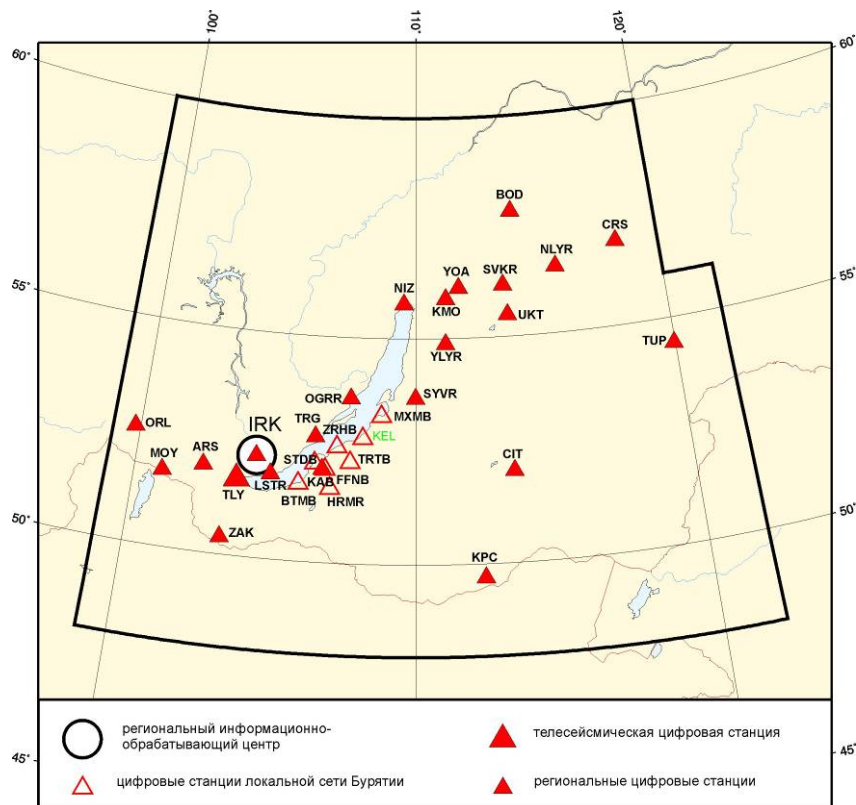 100°
110°
120°
60°
60°
BOD
CRS
NLYR
YOA
SVKR
55°
NIZ
55°
KMO
UKT
TUP
YLYR
OGRR
SYVR
MXMB
ORL
IRK
TRG
ZRHB
KEL
MOY
ARS
STDB
CIT
TRTB
TLY
LSTR
KAB
FFNB
BTMB
HRMR
50°
50°
ZAK
KPC
региональный информационно-
обрабатывающий центр
телесейсмическая цифровая станция
45°
45°
цифровые станции локальной сети Бурятии
региональные цифровые станции